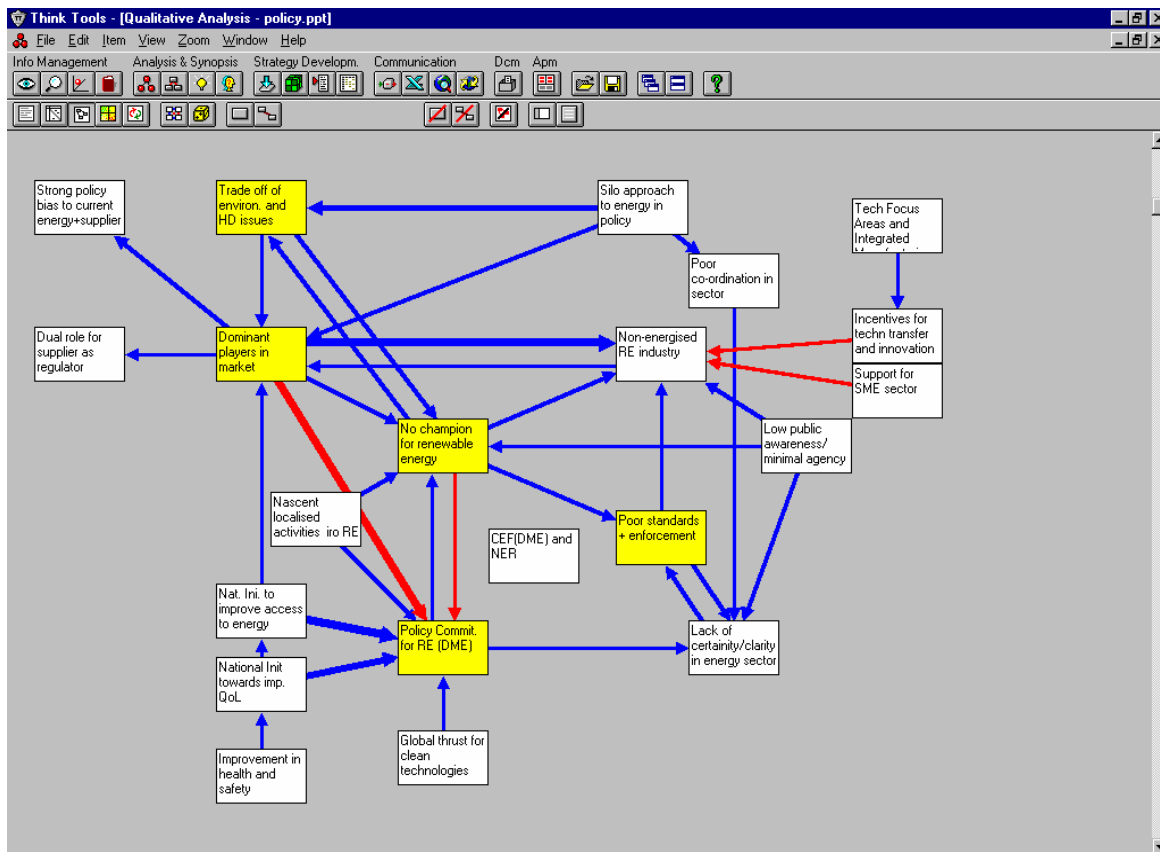 Think Tools - [Qualitative Analysis - policy.ppt]
File Edit Item View Zoom Window Help
Info Management Analysis & Synopsis Strategy Developm. Communication Dcm Apm
Strong policy
bias to current
energy+supplier
Trade off of
environ. and
HD issues
Silo approach
to energy in
policy
Tech Focus
Areas and
Integrated
Poor
co-ordination in
sector
Dual role for
supplier as
regulator
Dominant
players in
market
Non-energised
RE industry
Incentives for
techn transfer
and innovation
Support for
SME sector
No champion
for renewable
energy
Low public
awareness/
minimal agency
Nascent
localised
activities iro RE
CEF(DME) and
NER
Poor standards
+ enforcement
Nat. Ini. to
improve access
to energy
Policy Commit.
for RE (DME)
Lack of
certainity/clarity
in energy sector
National Init
towards imp.
QoL
Global thrust for
clean
technologies
Improvement in
health and
safety